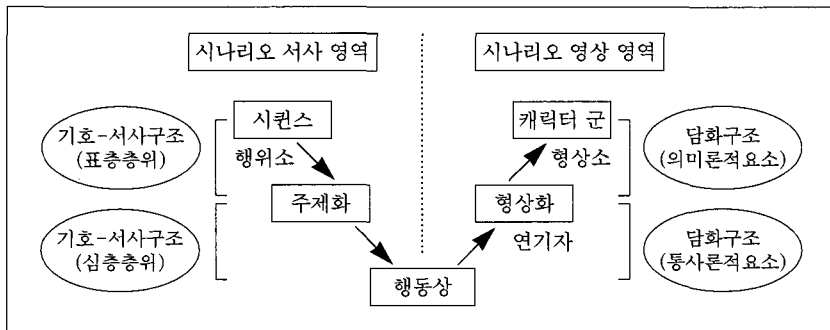 시나리오 서사 영역
시나리오 영상 영역
기호-서사구조
(표층층위)
시퀀스
행위소
캐릭터 군
형상소
담화구조
(의미론적요소)
주제화
형상화
기호-서사구조
(심층층위)
연기자
담화구조
(통사론적요소)
행동상